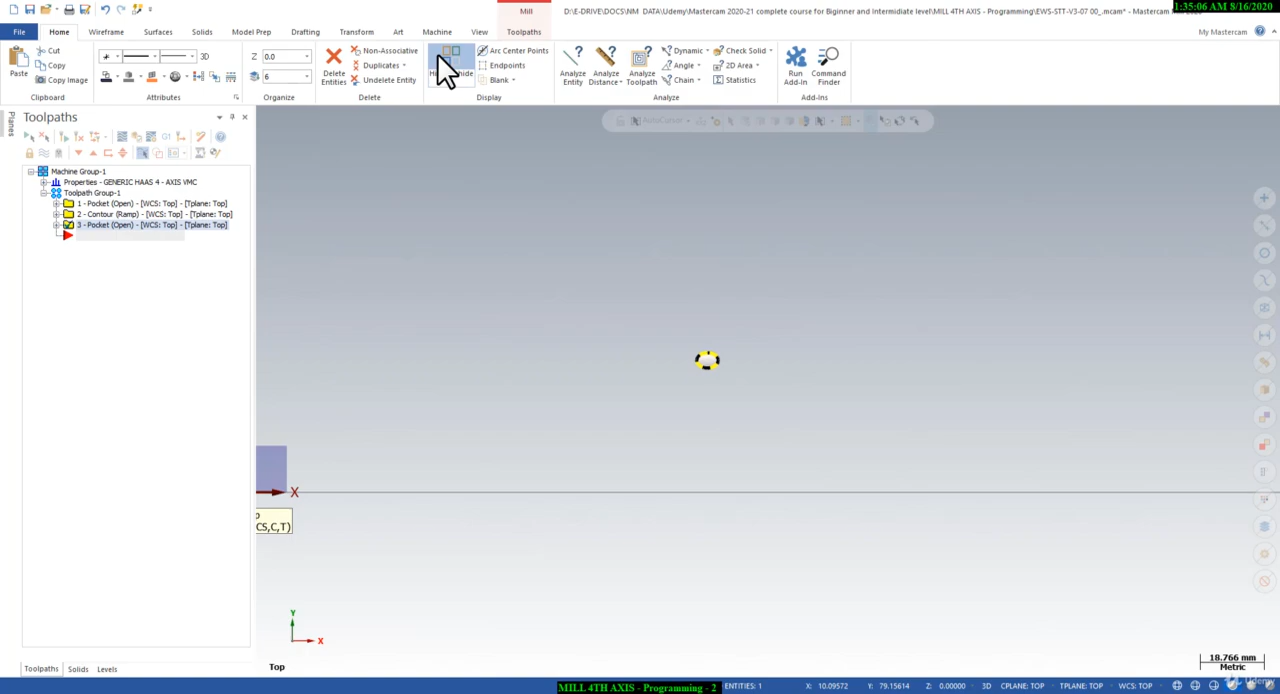 Mill
D:\E-DRIVE\DOCS\NM DATA\Udemy\Mastercam 2020-21 complete course for Biginner and Intermidiate level\MILL 4TH AXIS - Programming\EWS-STT-V3-07 00_.mcam* - Mastercam
1:35:06 AM 8/16/2020
File Home Wireframe Surfaces Solids Model Prep Drafting Transform Art Machine View Toolpaths My Mastercam
Paste
Cut
Copy
Copy Image
Clipboard
3D
Attributes
Z 0.0
6
Organize
Delete Entities
Non-Associative
Duplicates
Undelete Entity
Delete
Arc Center Points
Endpoints
Blank
Display
Analyze Entity
Analyze Distance
Analyze Toolpath
Dynamic
Angle
Chain
Check Solid
2D Area
Statistics
Analyze
Run Add-In
Command Finder
Add-Ins
Planes
Toolpaths
AutoCursor
Machine Group-1
Properties - GENERIC HAAS 4 - AXIS VMC
Toolpath Group-1
1 - Pocket (Open) - [WCS: Top] - [Tplane: Top]
2 - Contour (Ramp) - [WCS: Top] - [Tplane: Top]
3 - Pocket (Open) - [WCS: Top] - [Tplane: Top]
G1
X
CS,C,T)
Y
X
Top
18.766 mm
Metric
Toolpaths Solids Levels
Udemy
MILL 4TH AXIS - Programming - 2
ENTITIES: 1 X: 10.09572 Y: 79.15614 Z: 0.00000 3D CPLANE: TOP TPLANE: TOP WCS: TOP